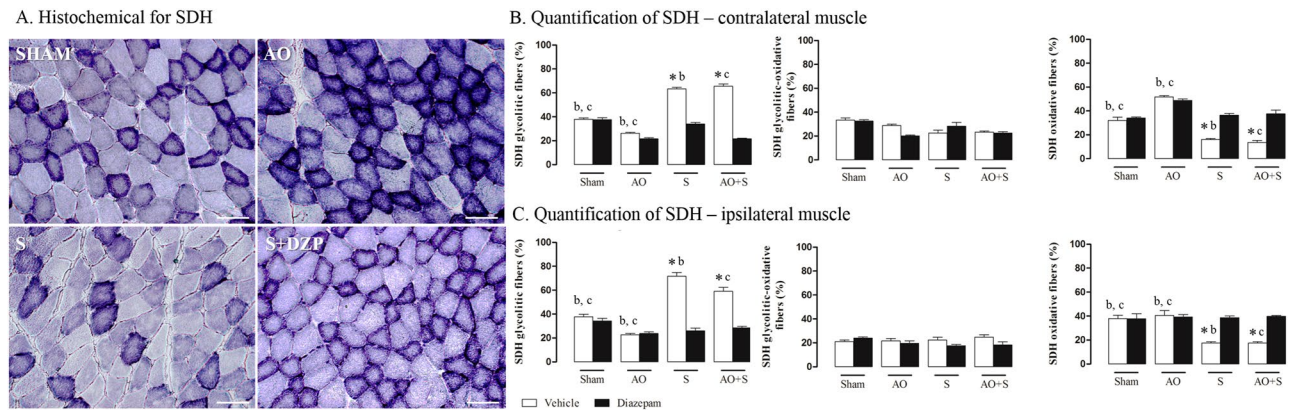 A. Histochemical for SDH
SHAM
AO
S
S+DZP
B. Quantification of SDH – contralateral muscle
SDH glycolitic fibers (%)
100
80
60
40
20
0
b, c
b, c
* b
* c
Sham
AO
S
AO+S
SDH glycolitic-oxidative
fibers (%)
100
80
60
40
20
0
Sham
AO
S
AO+S
SDH oxidative fibers (%)
100
80
60
40
20
0
b, c
b, c
* b
* c
Sham
AO
S
AO+S
C. Quantification of SDH – ipsilateral muscle
SDH glycolitic fibers (%)
100
80
60
40
20
0
b, c
b, c
* b
* c
Sham
AO
S
AO+S
SDH glycolitic-oxidative
fibers (%)
100
80
60
40
20
0
Sham
AO
S
AO+S
SDH oxidative fibers (%)
100
80
60
40
20
0
b, c
b, c
* b
* c
Sham
AO
S
AO+S
Vehicle
Diazepam